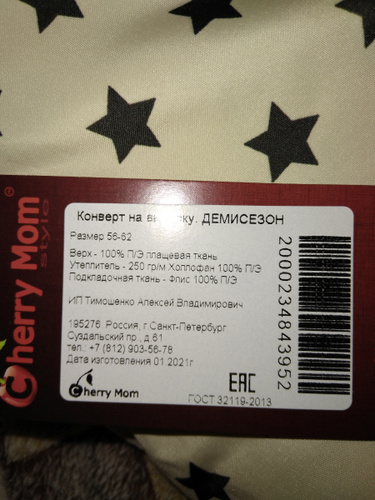 Cherry Mom®
style
Конверт на выписку. ДЕМИСЕЗОН
Размер 56-62
Верх - 100% П/Э плащевая ткань
Утеплитель - 250 гр/м Холлофан 100% П/Э
Подкладочная ткань - Флис 100% П/Э
ИП Тимошенко Алексей Владимирович
195276. Россия, г.Санкт-Петербург
Суздальский пр., д.61
тел.: +7 (812) 903-56-78
Дата изготовления 01.2021г
Cherry Mom
EAC
ГОСТ 32119-2013
2000234843952